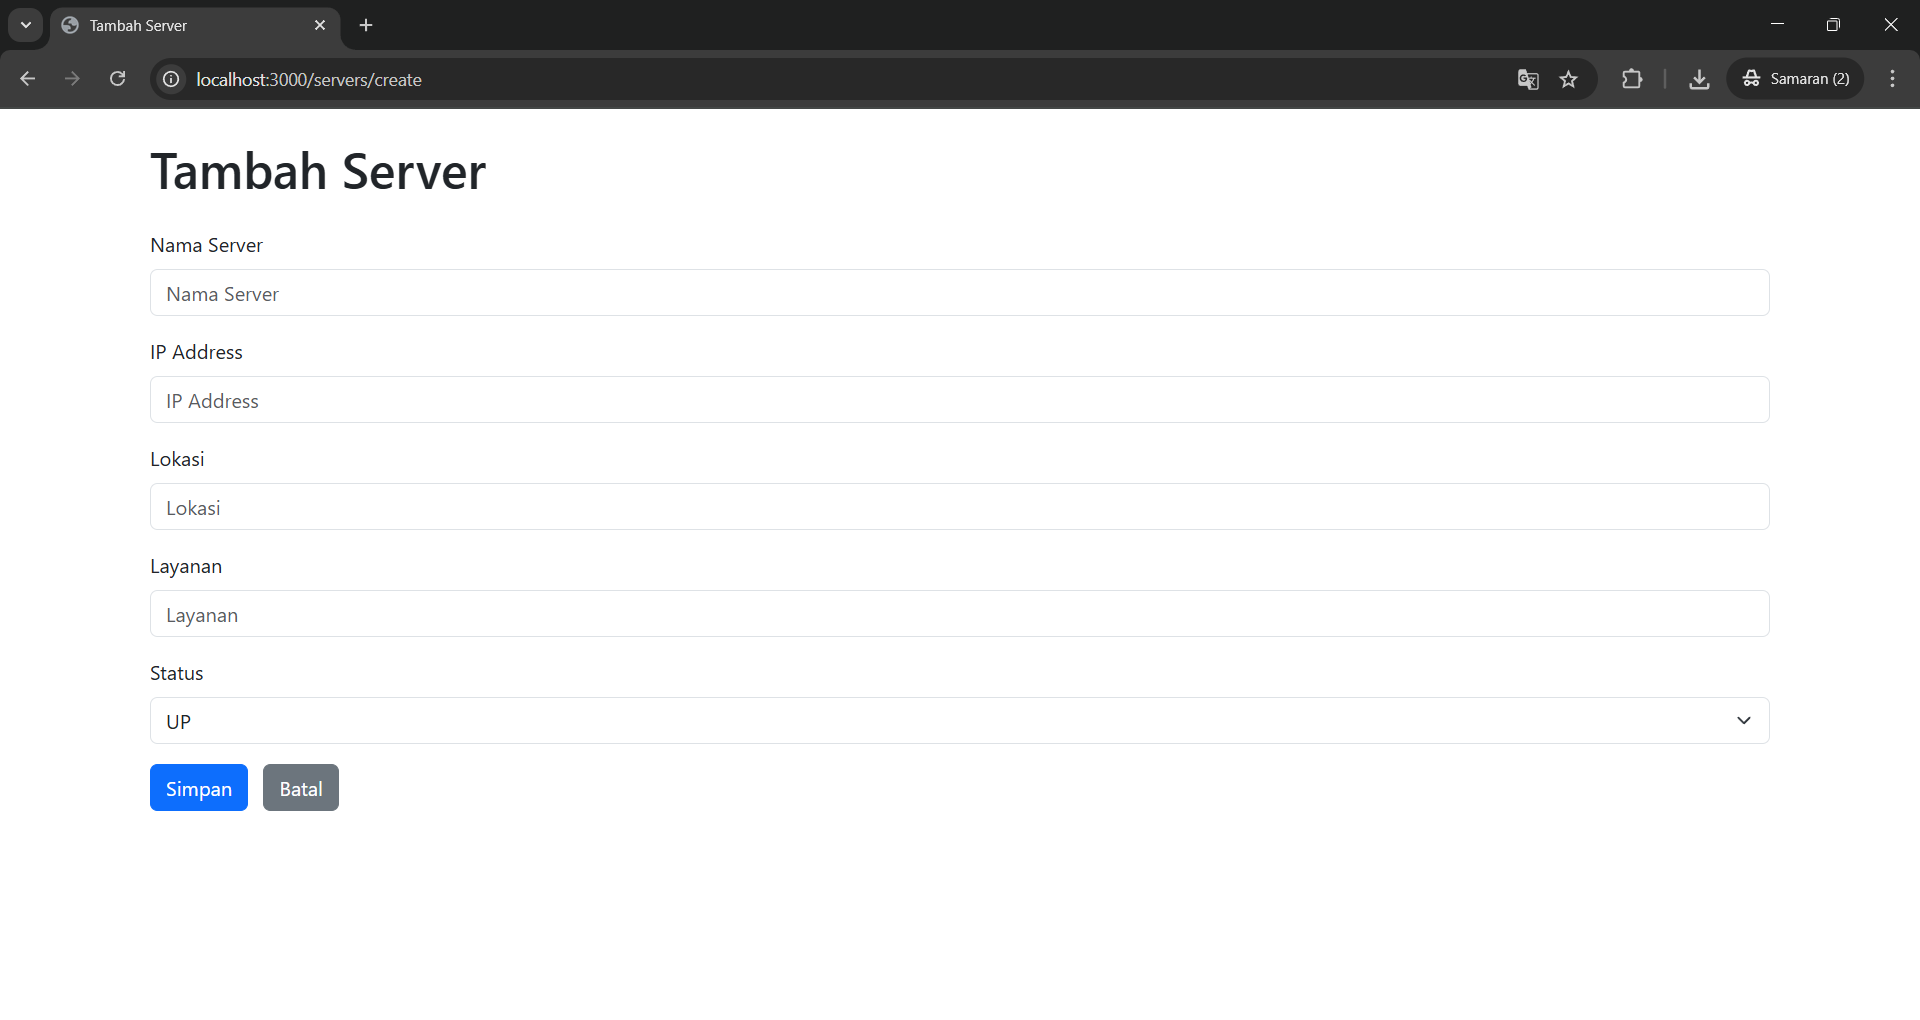 Tambah Server
localhost:3000/servers/create
Samaran (2)
Tambah Server
Nama Server
Nama Server
IP Address
IP Address
Lokasi
Lokasi
Layanan
Layanan
Status
UP
Simpan Batal